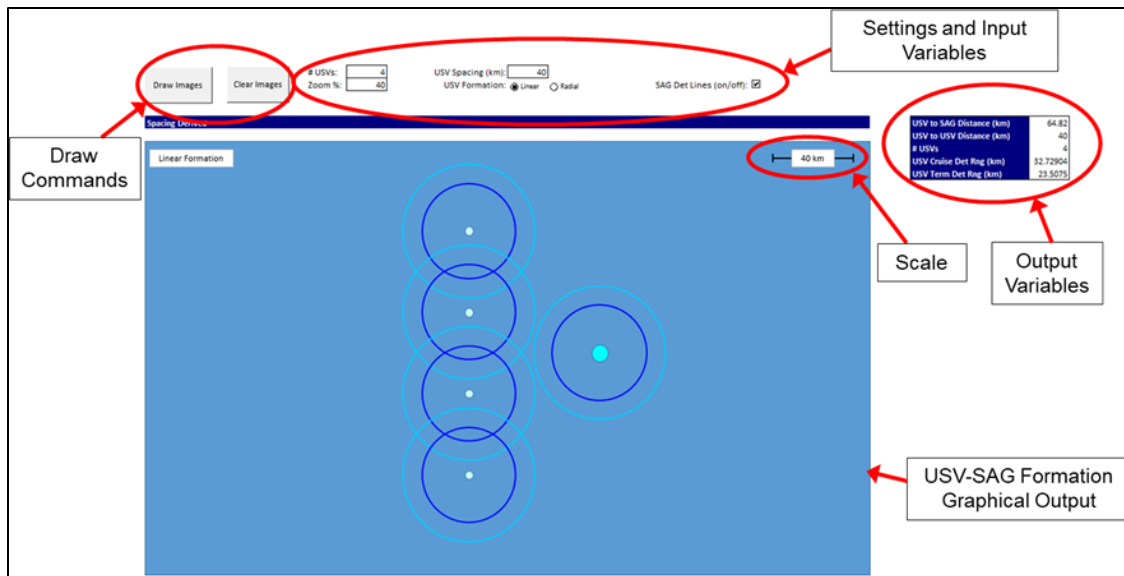 Settings and Input
Variables
Draw Images
Clear Images
# USVs: 4
Zoom %: 40
USV Spacing (km): 40
USV Formation: Linear Radial
SAG Det Lines (on/off):
Spacing Derived
Linear Formation
40 km
USV to SAG Distance (km) 64.82
USV to USV Distance (km) 40
# USVs 4
USV Cruise Det Rng (km) 32.72904
USV Term Det Rng (km) 23.5075
Draw
Commands
Scale
Output
Variables
USV-SAG Formation
Graphical Output